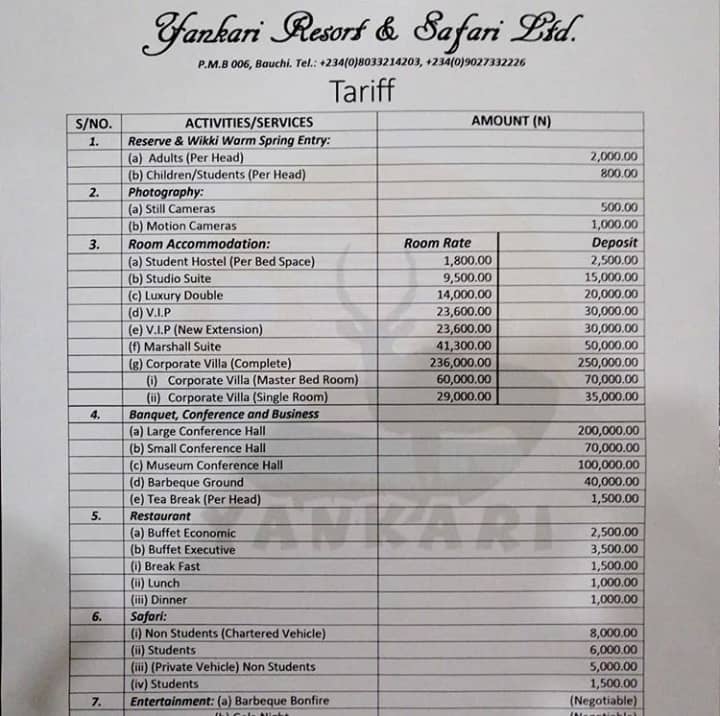 Yankari Resort & Safari Ltd.
P.M.B 006, Bauchi. Tel.: +234(0)8033214203, +234(0)9027332226
Tariff
S/NO. ACTIVITIES/SERVICES AMOUNT (N)
1. Reserve & Wikki Warm Spring Entry:
(a) Adults (Per Head) 2,000.00
(b) Children/Students (Per Head) 800.00
2. Photography:
(a) Still Cameras 500.00
(b) Motion Cameras 1,000.00
3. Room Accommodation: Room Rate Deposit
(a) Student Hostel (Per Bed Space) 1,800.00 2,500.00
(b) Studio Suite 9,500.00 15,000.00
(c) Luxury Double 14,000.00 20,000.00
(d) V.I.P 23,600.00 30,000.00
(e) V.I.P (New Extension) 23,600.00 30,000.00
(f) Marshall Suite 41,300.00 50,000.00
(g) Corporate Villa (Complete) 236,000.00 250,000.00
(i) Corporate Villa (Master Bed Room) 60,000.00 70,000.00
(ii) Corporate Villa (Single Room) 29,000.00 35,000.00
4. Banquet, Conference and Business
(a) Large Conference Hall 200,000.00
(b) Small Conference Hall 70,000.00
(c) Museum Conference Hall 100,000.00
(d) Barbeque Ground 40,000.00
(e) Tea Break (Per Head) 1,500.00
5. Restaurant
(a) Buffet Economic 2,500.00
(b) Buffet Executive 3,500.00
(i) Break Fast 1,500.00
(ii) Lunch 1,000.00
(iii) Dinner 1,000.00
6. Safari:
(i) Non Students (Chartered Vehicle) 8,000.00
(ii) Students 6,000.00
(iii) (Private Vehicle) Non Students 5,000.00
(iv) Students 1,500.00
7. Entertainment: (a) Barbeque Bonfire (Negotiable)
YANKARI